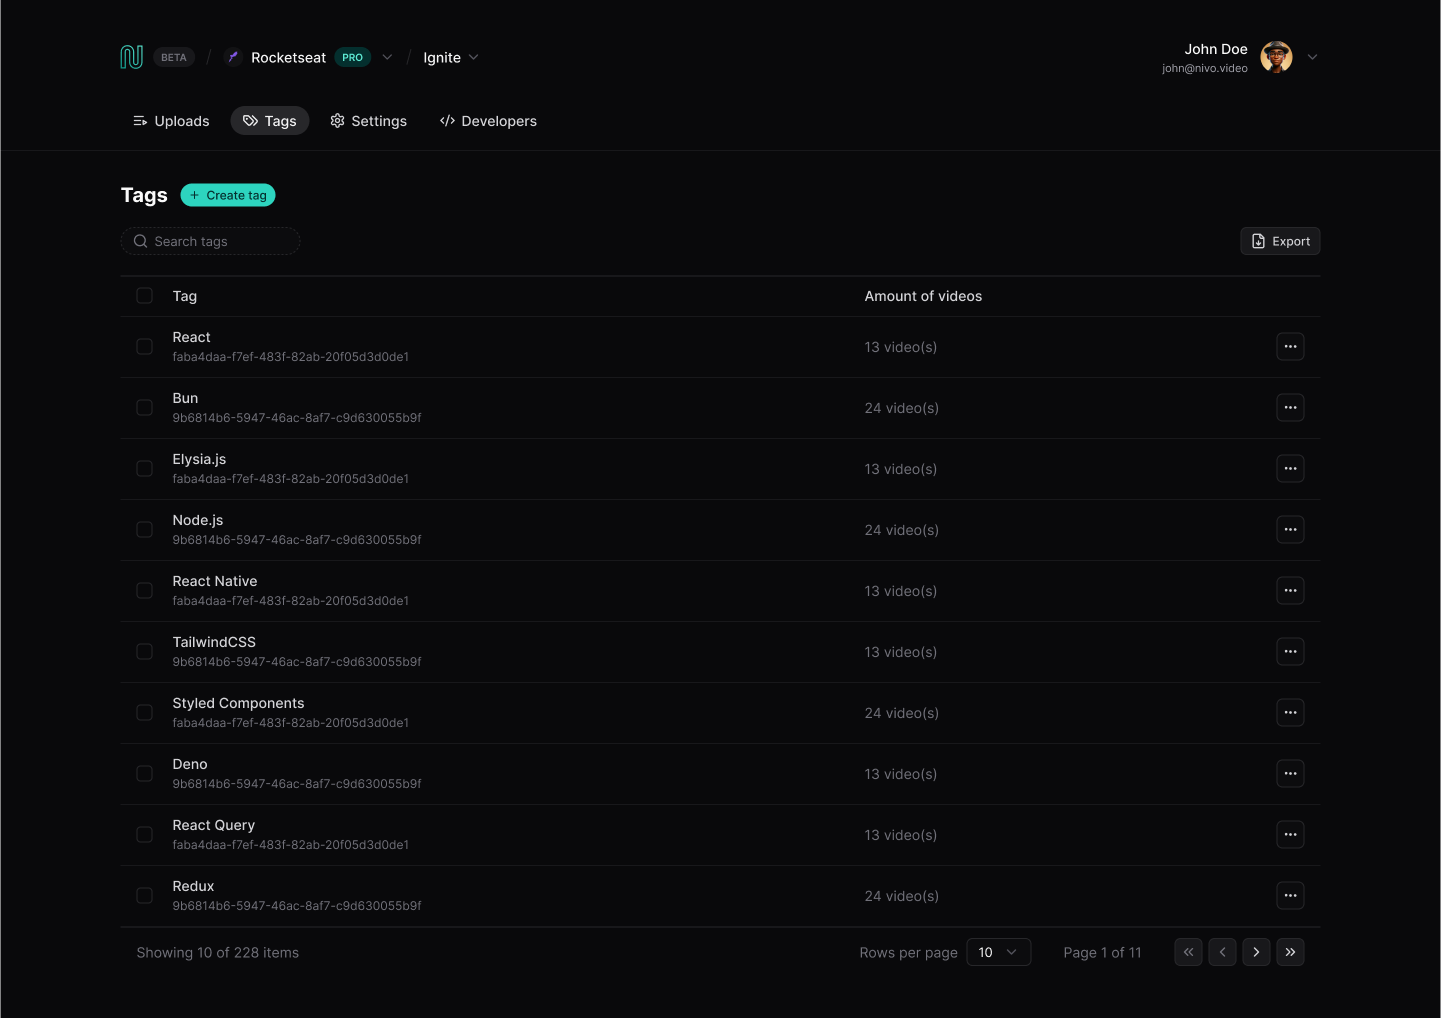 BETA / Rocketseat PRO / Ignite
John Doe
john@nivo.video
Uploads Tags Settings Developers
Tags + Create tag
Search tags Export
Tag Amount of videos
React
faba4daa-f7ef-483f-82ab-20f05d3d0de1
13 video(s)
Bun
9b6814b6-5947-46ac-8af7-c9d630055b9f
24 video(s)
Elysia.js
faba4daa-f7ef-483f-82ab-20f05d3d0de1
13 video(s)
Node.js
9b6814b6-5947-46ac-8af7-c9d630055b9f
24 video(s)
React Native
faba4daa-f7ef-483f-82ab-20f05d3d0de1
13 video(s)
TailwindCSS
9b6814b6-5947-46ac-8af7-c9d630055b9f
13 video(s)
Styled Components
faba4daa-f7ef-483f-82ab-20f05d3d0de1
24 video(s)
Deno
9b6814b6-5947-46ac-8af7-c9d630055b9f
13 video(s)
React Query
faba4daa-f7ef-483f-82ab-20f05d3d0de1
13 video(s)
Redux
9b6814b6-5947-46ac-8af7-c9d630055b9f
24 video(s)
Showing 10 of 228 items Rows per page 10 Page 1 of 11